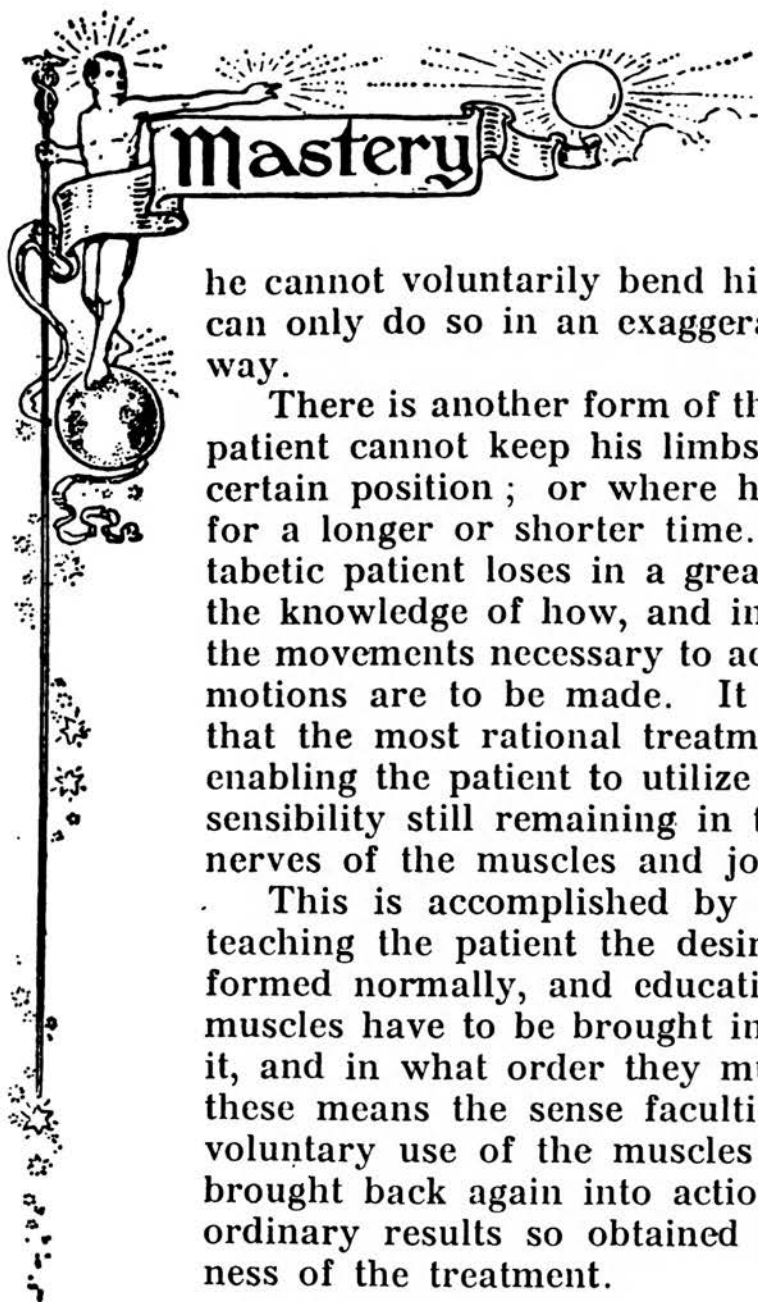 Mastery
he cannot voluntarily bend hi
can only do so in an exaggera
way.
There is another form of th
patient cannot keep his limbs
certain position ; or where h
for a longer or shorter time.
tabetic patient loses in a grea
the knowledge of how, and in
the movements necessary to ac
motions are to be made. It
that the most rational treatm
enabling the patient to utilize
sensibility still remaining in t
nerves of the muscles and jo
This is accomplished by
teaching the patient the desir
formed normally, and educati
muscles have to be brought in
it, and in what order they mu
these means the sense faculti
voluntary use of the muscles
brought back again into actio
ordinary results so obtained
ness of the treatment.